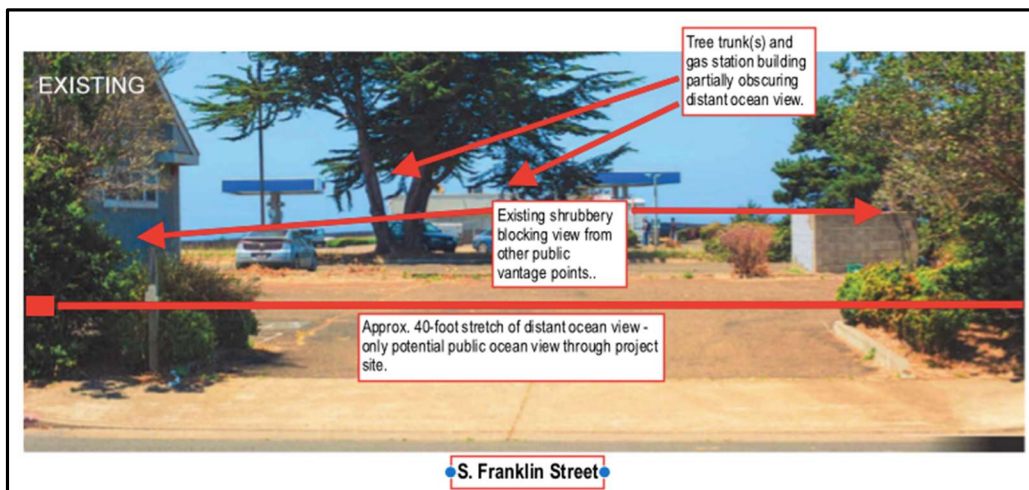 EXISTING
Tree trunk(s) and
gas station building
partially obscuring
distant ocean view.
Existing shrubbery
blocking view from
other public
vantage points..
Approx. 40-foot stretch of distant ocean view -
only potential public ocean view through project
site.
S. Franklin Street